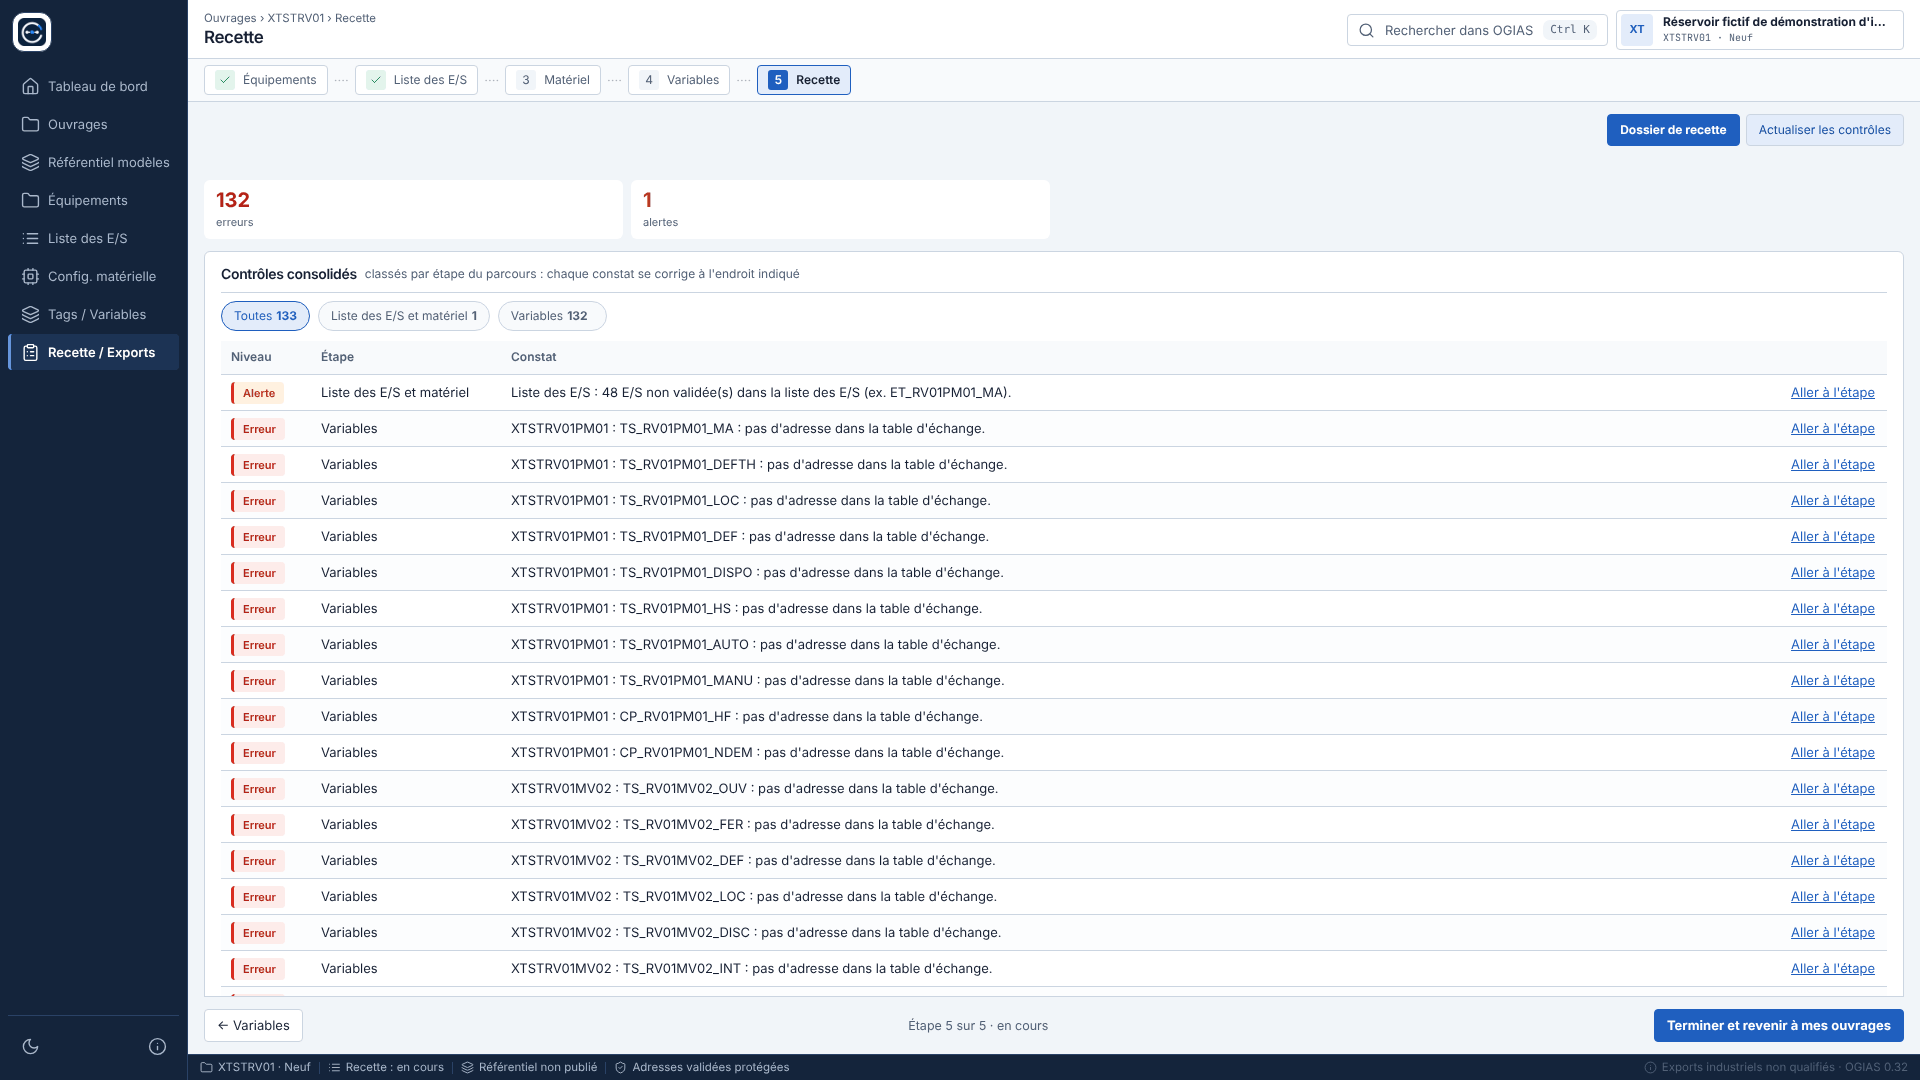 Ouvrages › XTSTRV01 › Recette
Recette
Rechercher dans OGIAS Ctrl K
XT
Réservoir fictif de démonstration d'i...
XTSTRV01 · Neuf
Tableau de bord
Ouvrages
Référentiel modèles
Équipements
Liste des E/S
Config. matérielle
Tags / Variables
Recette / Exports
Équipements
Liste des E/S
3 Matériel
4 Variables
5 Recette
Dossier de recette
Actualiser les contrôles
132
erreurs
1
alertes
Contrôles consolidés classés par étape du parcours : chaque constat se corrige à l'endroit indiqué
Toutes 133
Liste des E/S et matériel 1
Variables 132
Niveau Étape Constat
Alerte Liste des E/S et matériel Liste des E/S : 48 E/S non validée(s) dans la liste des E/S (ex. ET_RV01PM01_MA). Aller à l'étape
Erreur Variables XTSTRV01PM01 : TS_RV01PM01_MA : pas d'adresse dans la table d'échange. Aller à l'étape
Erreur Variables XTSTRV01PM01 : TS_RV01PM01_DEFTH : pas d'adresse dans la table d'échange. Aller à l'étape
Erreur Variables XTSTRV01PM01 : TS_RV01PM01_LOC : pas d'adresse dans la table d'échange. Aller à l'étape
Erreur Variables XTSTRV01PM01 : TS_RV01PM01_DEF : pas d'adresse dans la table d'échange. Aller à l'étape
Erreur Variables XTSTRV01PM01 : TS_RV01PM01_DISPO : pas d'adresse dans la table d'échange. Aller à l'étape
Erreur Variables XTSTRV01PM01 : TS_RV01PM01_HS : pas d'adresse dans la table d'échange. Aller à l'étape
Erreur Variables XTSTRV01PM01 : TS_RV01PM01_AUTO : pas d'adresse dans la table d'échange. Aller à l'étape
Erreur Variables XTSTRV01PM01 : TS_RV01PM01_MANU : pas d'adresse dans la table d'échange. Aller à l'étape
Erreur Variables XTSTRV01PM01 : CP_RV01PM01_HF : pas d'adresse dans la table d'échange. Aller à l'étape
Erreur Variables XTSTRV01PM01 : CP_RV01PM01_NDEM : pas d'adresse dans la table d'échange. Aller à l'étape
Erreur Variables XTSTRV01MV02 : TS_RV01MV02_OUV : pas d'adresse dans la table d'échange. Aller à l'étape
Erreur Variables XTSTRV01MV02 : TS_RV01MV02_FER : pas d'adresse dans la table d'échange. Aller à l'étape
Erreur Variables XTSTRV01MV02 : TS_RV01MV02_DEF : pas d'adresse dans la table d'échange. Aller à l'étape
Erreur Variables XTSTRV01MV02 : TS_RV01MV02_LOC : pas d'adresse dans la table d'échange. Aller à l'étape
Erreur Variables XTSTRV01MV02 : TS_RV01MV02_DISC : pas d'adresse dans la table d'échange. Aller à l'étape
Erreur Variables XTSTRV01MV02 : TS_RV01MV02_INT : pas d'adresse dans la table d'échange. Aller à l'étape
← Variables
Étape 5 sur 5 · en cours
Terminer et revenir à mes ouvrages
XTSTRV01 · Neuf Recette : en cours Référentiel non publié Adresses validées protégées Exports industriels non qualifiés · OGIAS 0.32